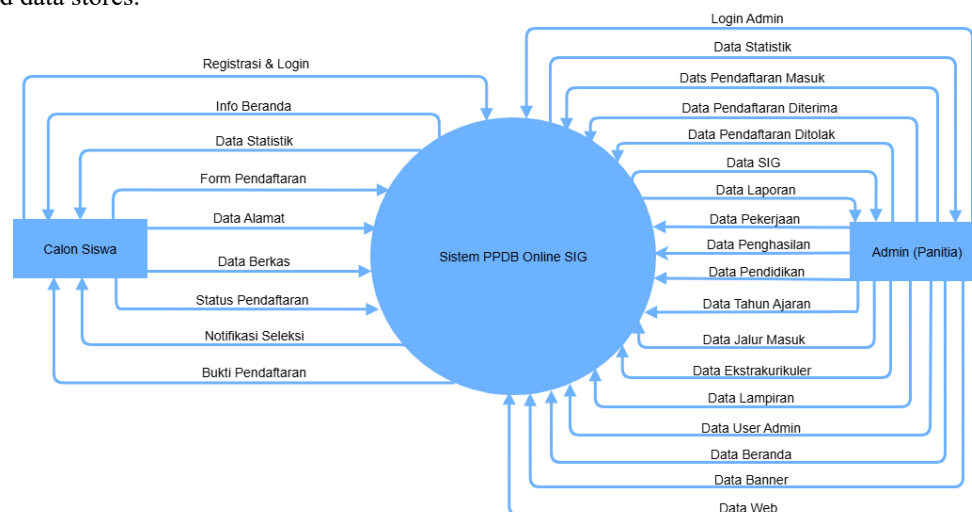 d data stores.
Login Admin
Registrasi & Login
Data Statistik
Dats Pendaftaran Masuk
Info Beranda
Data Pendaftaran Diterima
Data Statistik
Data Pendaftaran Ditolak
Form Pendaftaran
Data SIG
Data Laporan
Data Alamat
Data Pekerjaan
Calon Siswa
Data Berkas
Sistem PPDB Online SIG
Data Penghasilan
Admin (Panitia)
Data Pendidikan
Status Pendaftaran
Data Tahun Ajaran
Notifikasi Seleksi
Data Jalur Masuk
Bukti Pendaftaran
Data Ekstrakurikuler
Data Lampiran
Data User Admin
Data Beranda
Data Banner
Data Web